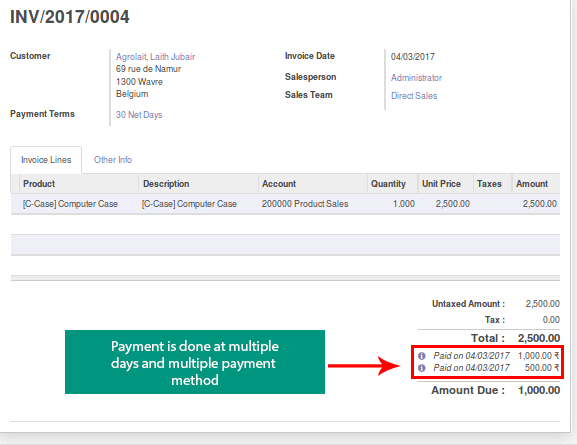 INV/2017/0004
Customer Agrolait, Laith Jubair Invoice Date 04/03/2017
69 rue de Namur
1300 Wavre Salesperson Administrator
Belgium Sales Team Direct Sales
Payment Terms 30 Net Days
Invoice Lines Other Info
Product Description Account Quantity Unit Price Taxes Amount
[C-Case] Computer Case [C-Case] Computer Case 200000 Product Sales 1.000 2,500.00 2,500.00
Untaxed Amount : 2,500.00
Tax : 0.00
Total : 2,500.00
Payment is done at multiple
days and multiple payment
method
Paid on 04/03/2017 1,000.00 ₹
Paid on 04/03/2017 500.00 ₹
Amount Due : 1,000.00